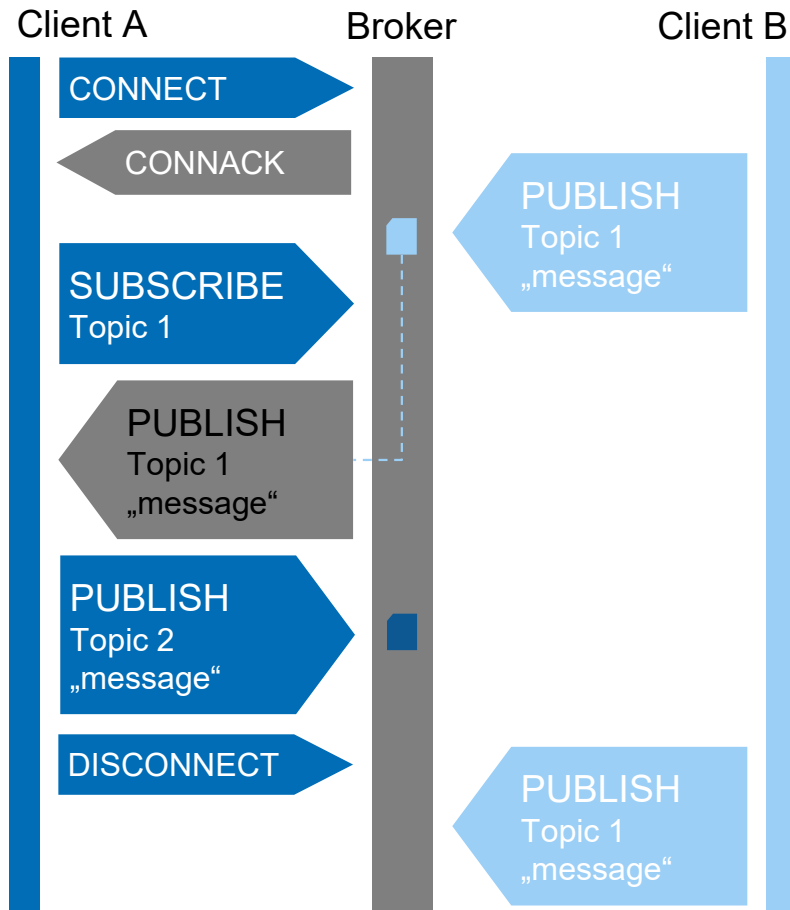 Client A
Broker
Client B
CONNECT
CONNACK
PUBLISH
Topic 1
„message“
SUBSCRIBE
Topic 1
PUBLISH
Topic 1
„message“
PUBLISH
Topic 2
„message“
DISCONNECT
PUBLISH
Topic 1
„message“